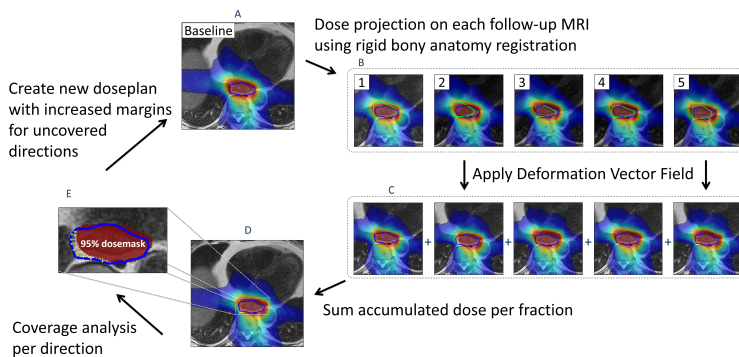 A
Baseline
Dose projection on each follow-up MRI
using rigid bony anatomy registration
B
1 2 3 4 5
Create new doseplan
with increased margins
for uncovered
directions
Apply Deformation Vector Field
E
C
95% dosemask
D
+ + + +
Sum accumulated dose per fraction
Coverage analysis
per direction